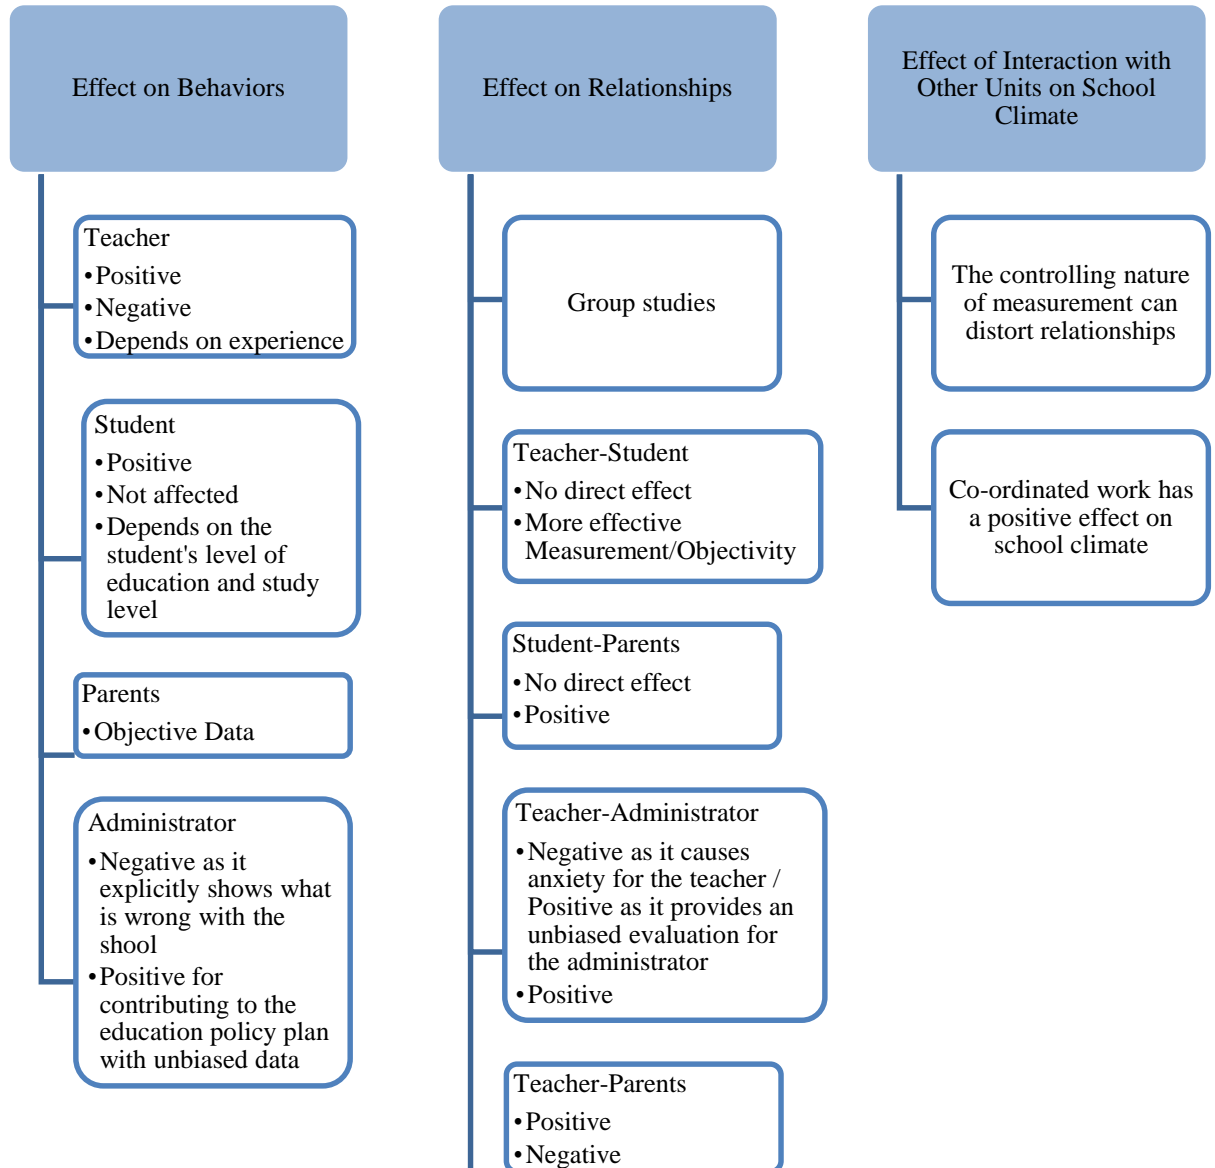 Effect on Behaviors
Teacher
•Positive
•Negative
•Depends on experience
Student
•Positive
•Not affected
•Depends on the
student's level of
education and study
level
Parents
•Objective Data
Administrator
•Negative as it
explicitly shows what
is wrong with the
shool
•Positive for
contributing to the
education policy plan
with unbiased data
Effect on Relationships
Group studies
Teacher-Student
•No direct effect
•More effective
Measurement/Objectivity
Student-Parents
•No direct effect
•Positive
Teacher-Administrator
•Negative as it causes
anxiety for the teacher /
Positive as it provides an
unbiased evaluation for
the administrator
•Positive
Teacher-Parents
•Positive
•Negative
Effect of Interaction with
Other Units on School
Climate
The controlling nature
of measurement can
distort relationships
Co-ordinated work has
a positive effect on
school climate